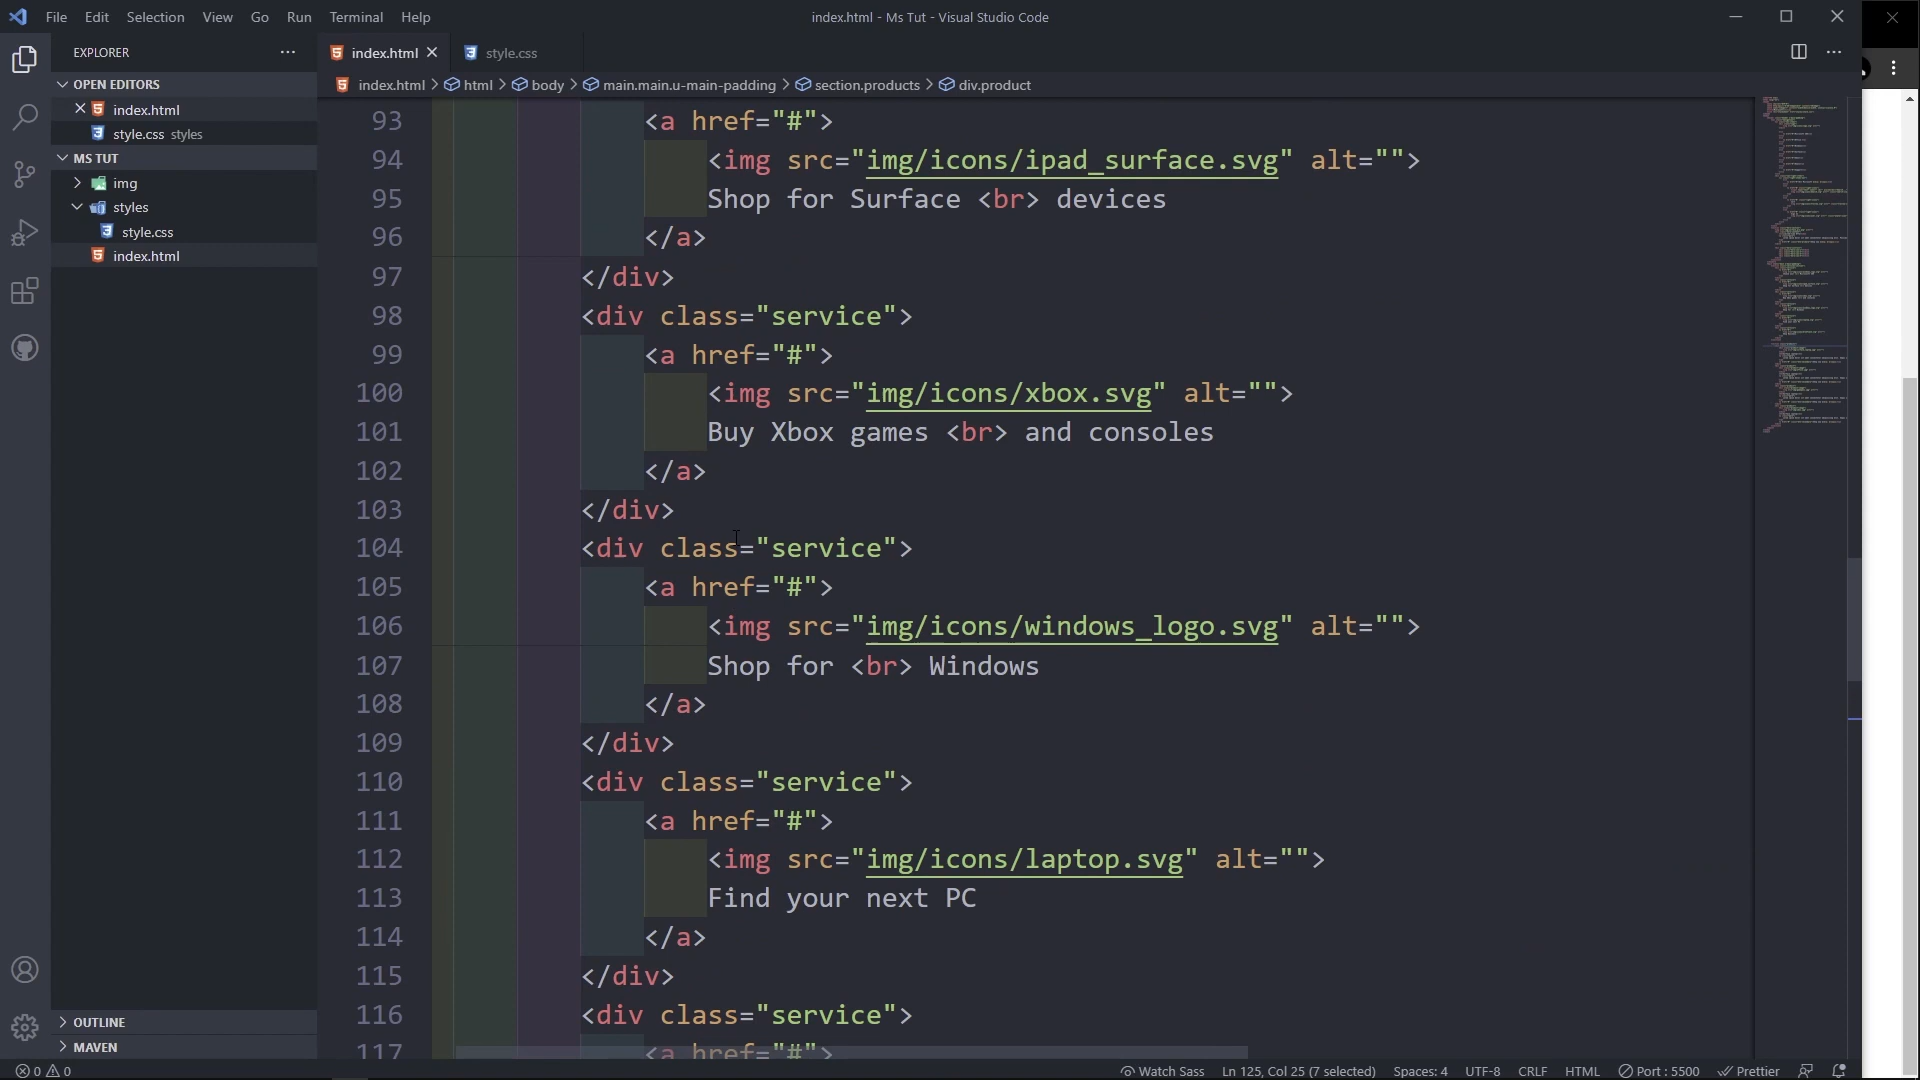 File Edit Selection View Go Run Terminal Help
index.html - Ms Tut - Visual Studio Code
EXPLORER
OPEN EDITORS
index.html
style.css styles
MS TUT
img
styles
style.css
index.html
OUTLINE
MAVEN
index.html style.css
index.html html body main.main.u-main-padding section.products div.product
93 <a href="#">
94 <img src="img/icons/ipad_surface.svg" alt="">
95 Shop for Surface <br> devices
96 </a>
97 </div>
98 <div class="service">
99 <a href="#">
100 <img src="img/icons/xbox.svg" alt="">
101 Buy Xbox games <br> and consoles
102 </a>
103 </div>
104 <div class="service">
105 <a href="#">
106 <img src="img/icons/windows_logo.svg" alt="">
107 Shop for <br> Windows
108 </a>
109 </div>
110 <div class="service">
111 <a href="#">
112 <img src="img/icons/laptop.svg" alt="">
113 Find your next PC
114 </a>
115 </div>
116 <div class="service">
117 <a href="#">
0 0 Watch Sass Ln 125, Col 25 (7 selected) Spaces: 4 UTF-8 CRLF HTML Port : 5500 Prettier